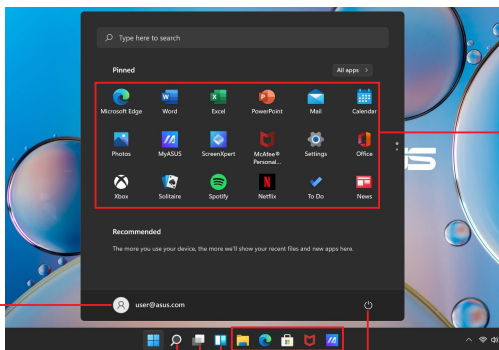 Type here to search
Pinned
All apps >
Microsoft Edge Word Excel PowerPoint Mail Calendar
Photos MyASUS ScreenXpert McAfee® Personal... Settings Office
Xbox Solitaire Spotify Netflix To Do News
Recommended
The more you use your device, the more we'll show your recent files and new apps here.
user@asus.com